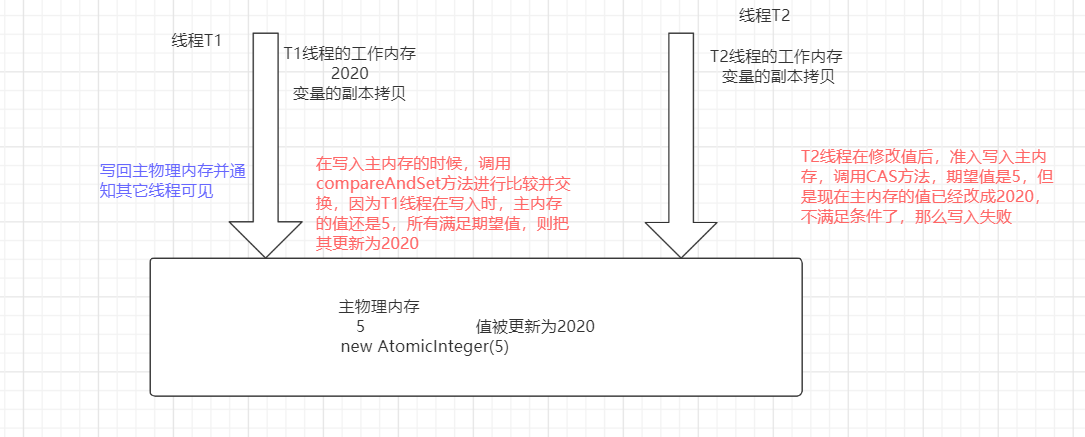 线程T1
T1线程的工作内存
2020
变量的副本拷贝
写回主物理内存并通
知其它线程可见
在写入主内存的时候，调用
compareAndSet方法进行比较并交
换，因为T1线程在写入时，主内存
的值还是5，所有满足期望值，则把
其更新为2020
线程T2
T2线程的工作内存
变量的副本拷贝
T2线程在修改值后，准入写入主内
存，调用CAS方法，期望值是5，但
是现在主内存的值已经改成2020，
不满足条件了，那么写入失败
主物理内存
5 值被更新为2020
new AtomicInteger(5)